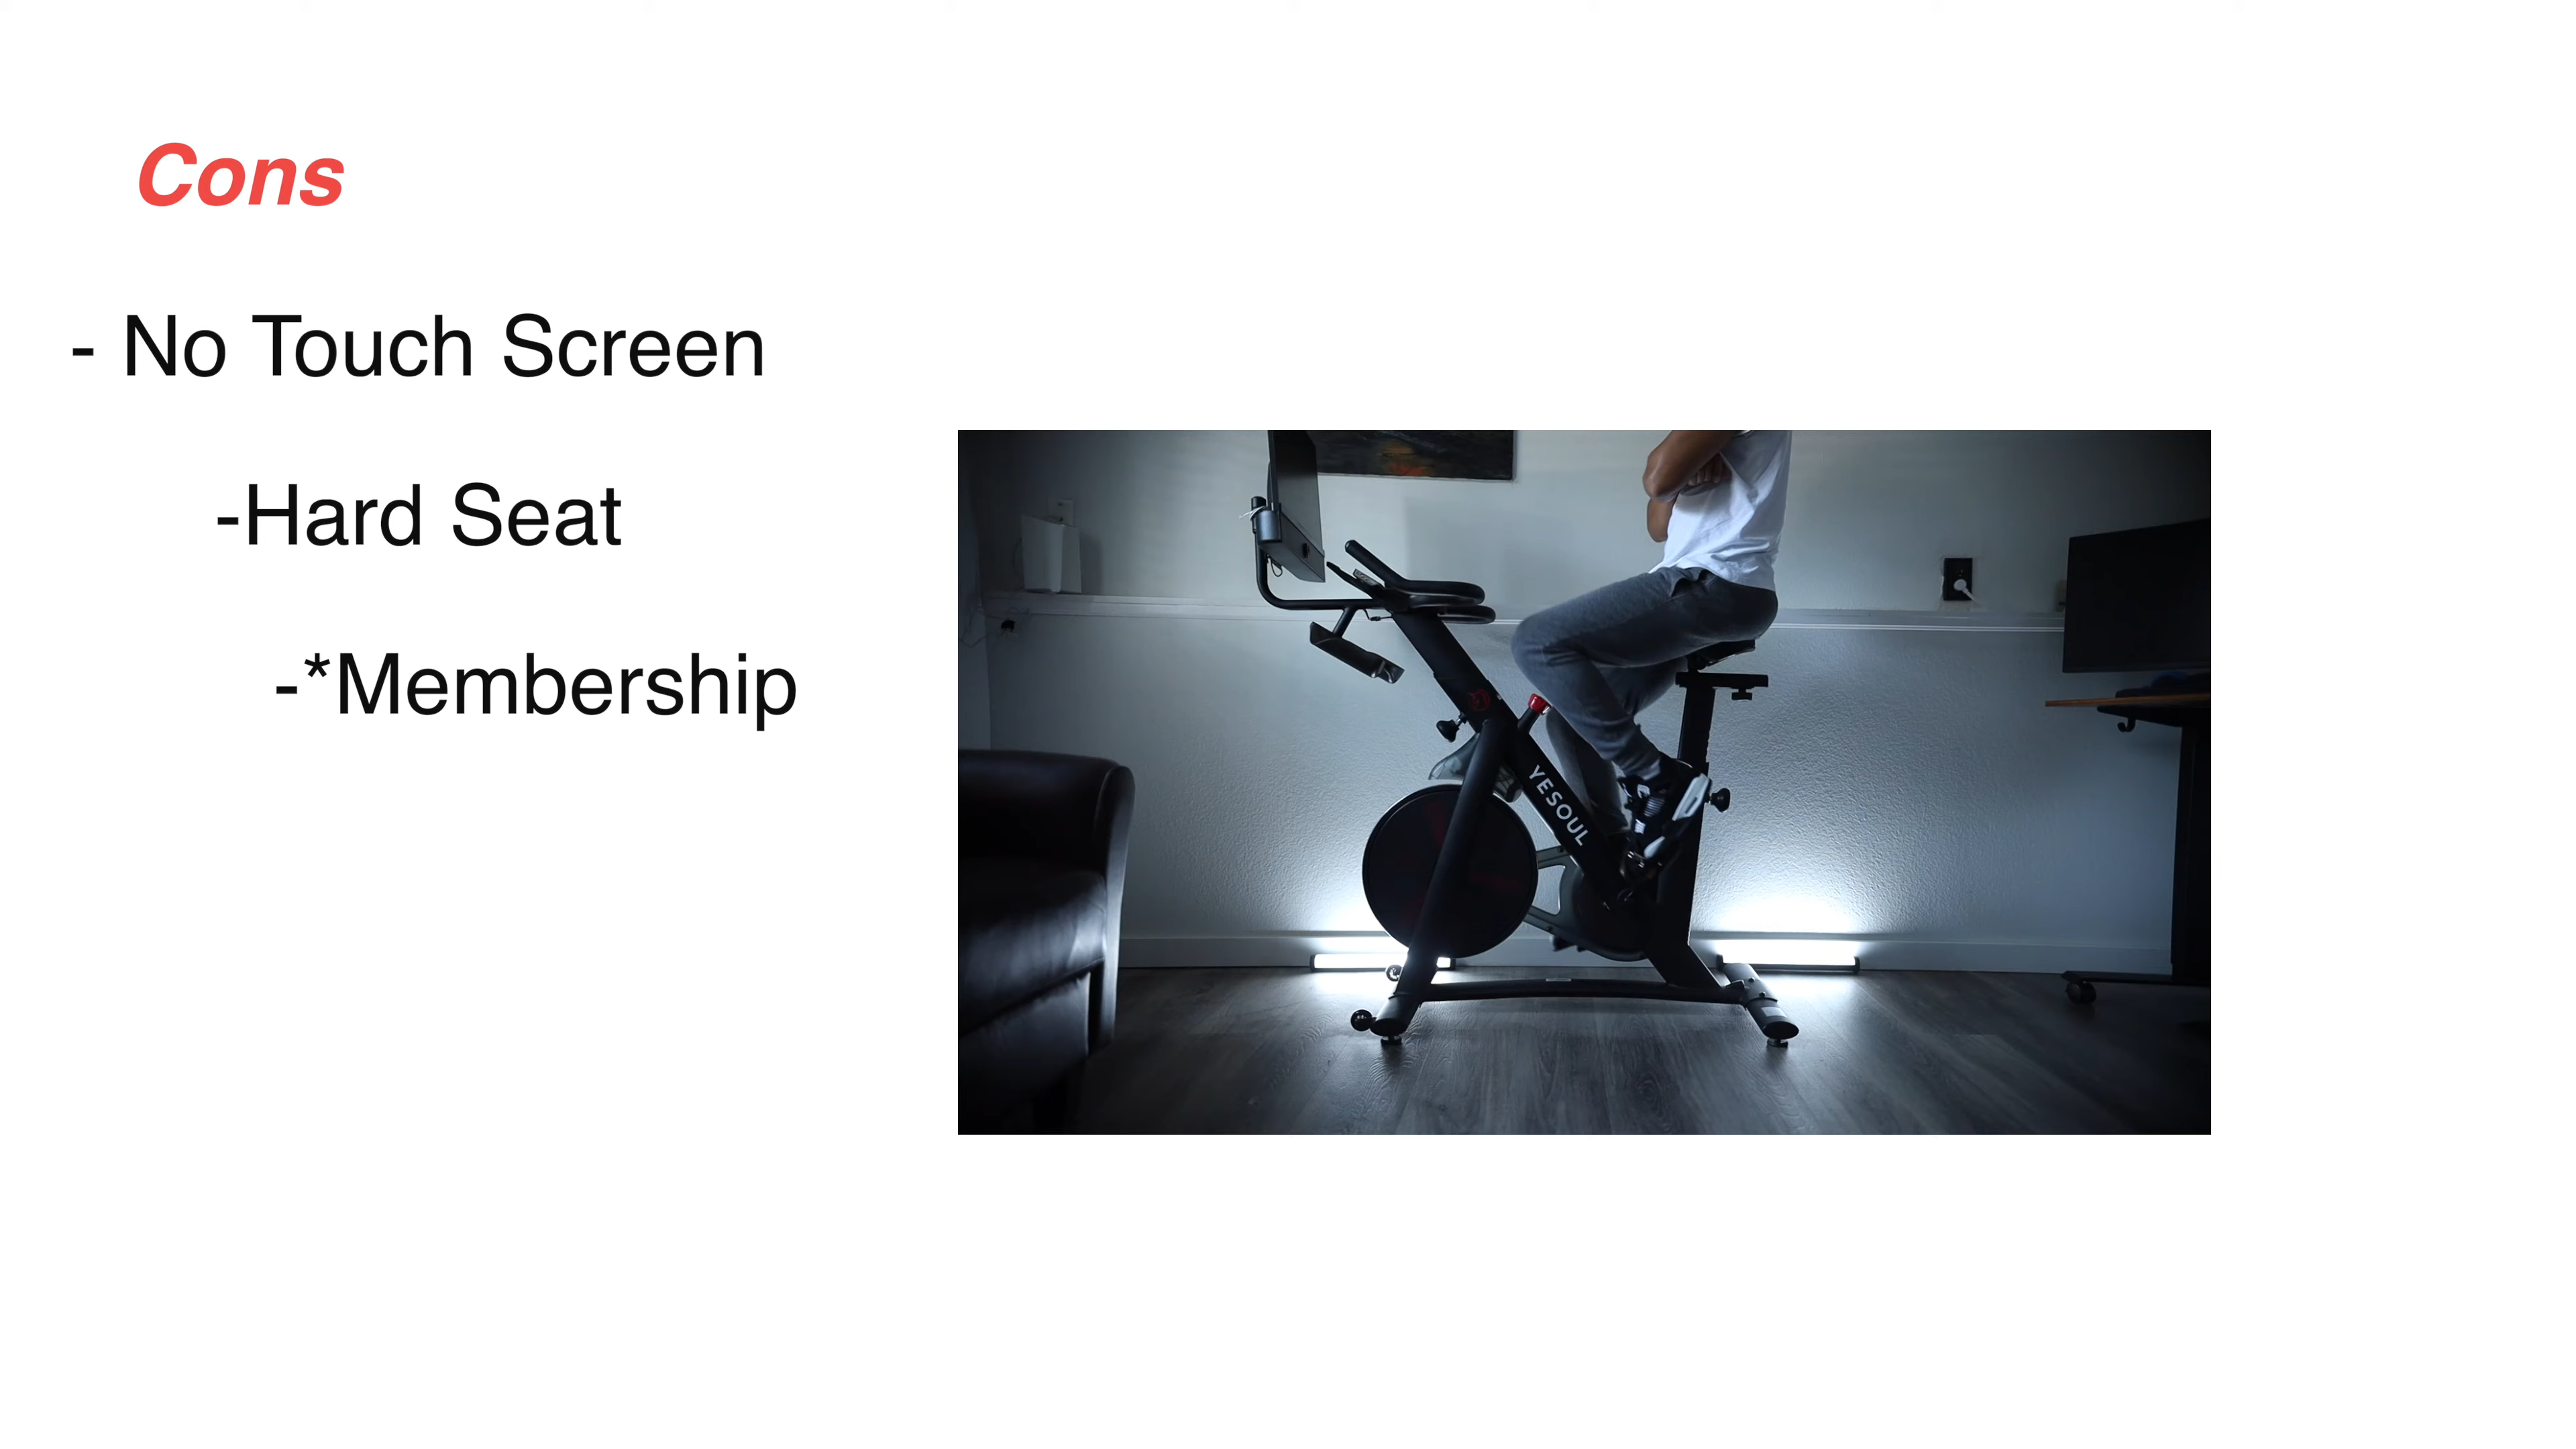 Cons
- No Touch Screen
-Hard Seat
-*Membership
YESOUL